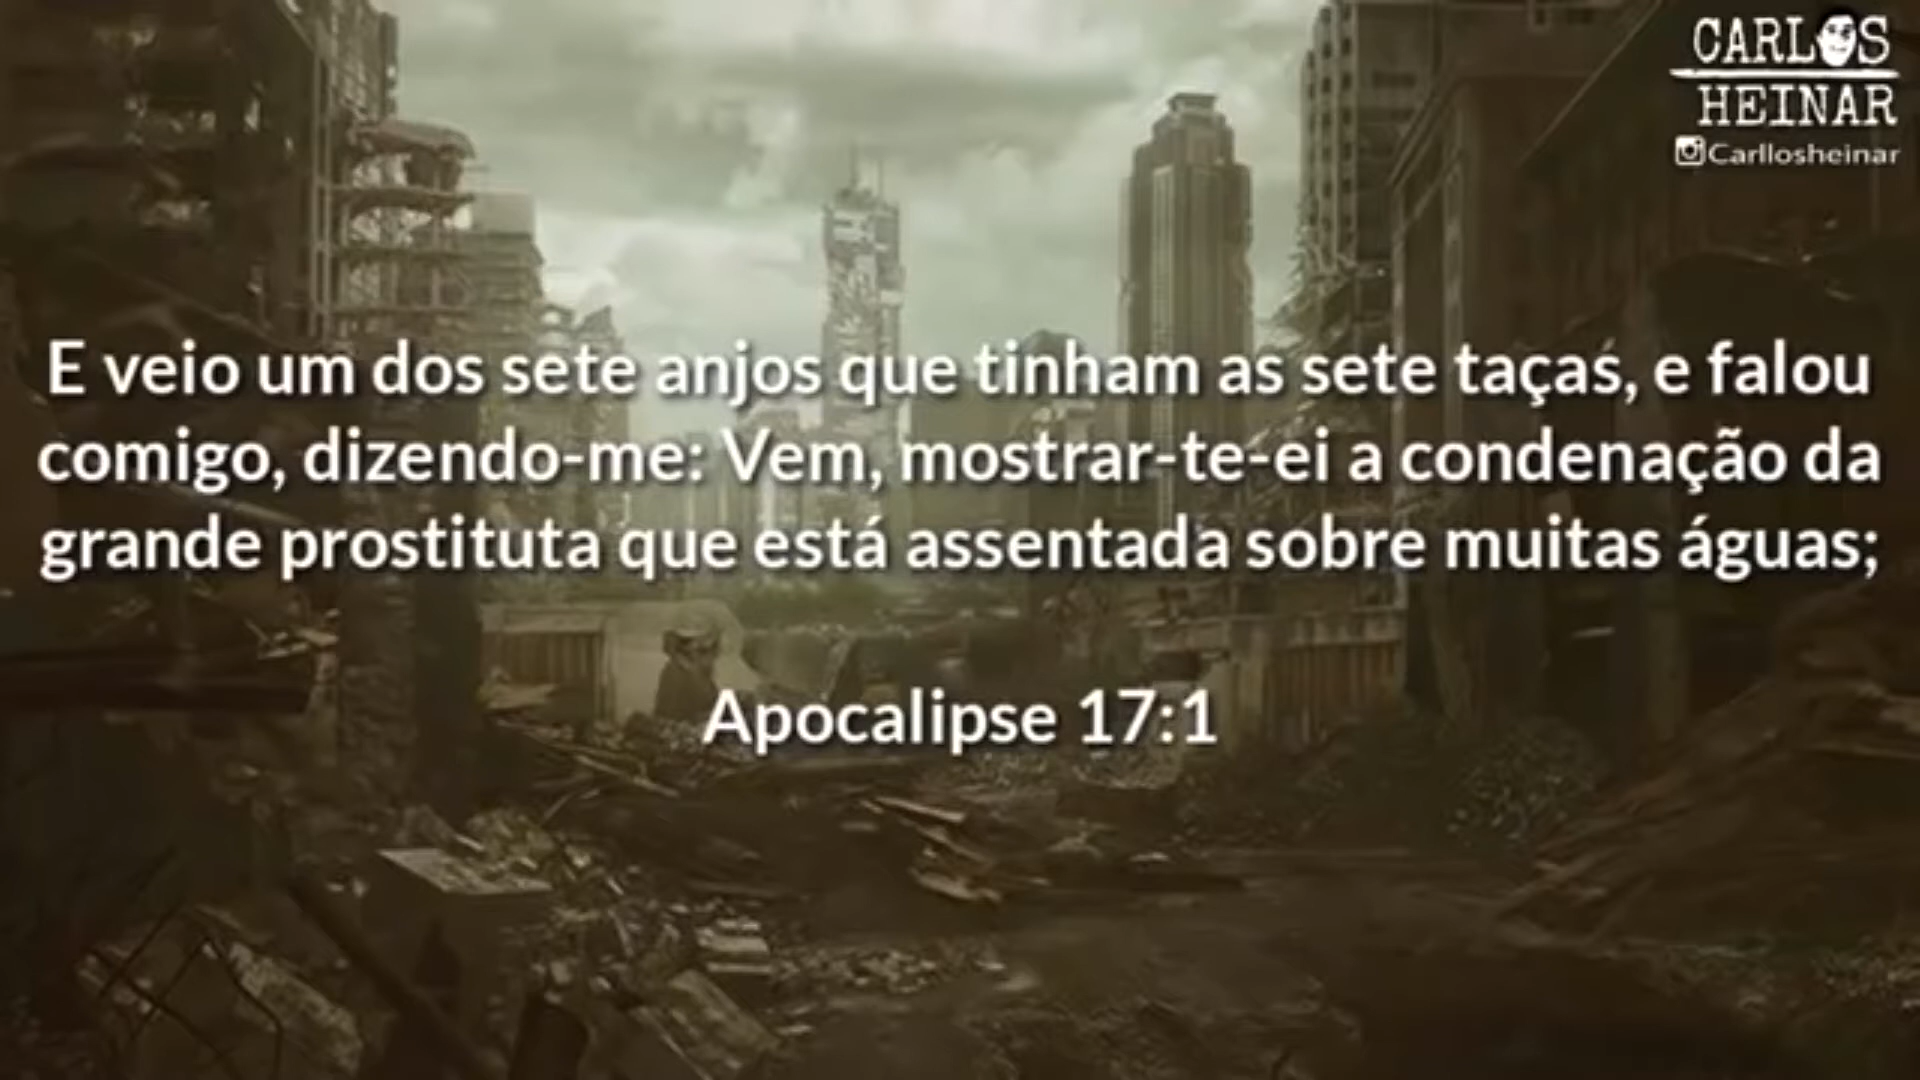 CARLOS
HEINAR
Carllosheinar
E veio um dos sete anjos que tinham as sete taças, e falou
comigo, dizendo-me: Vem, mostrar-te-ei a condenação da
grande prostituta que está assentada sobre muitas águas;
Apocalipse 17:1